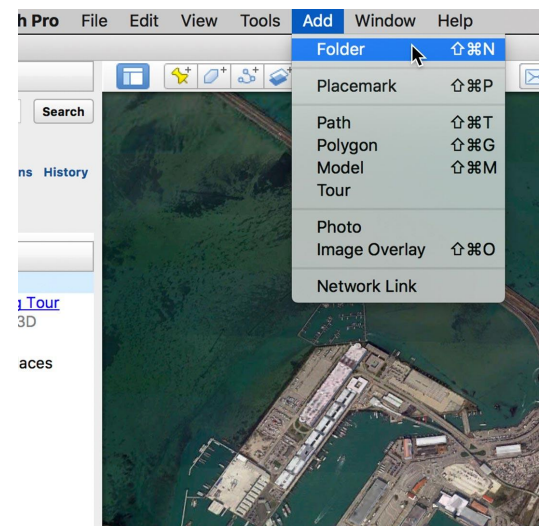 h Pro File Edit View Tools Add Window Help
Folder ⇧⌘N
Search
Placemark ⇧⌘P
Path ⇧⌘T
Polygon ⇧⌘G
ns History
Model ⇧⌘M
Tour
Photo
Image Overlay ⇧⌘O
Network Link
g Tour
3D
aces